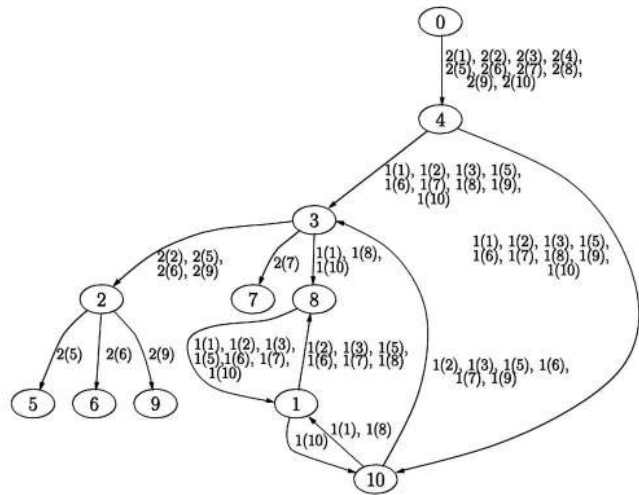 0
2(1), 2(2), 2(3), 2(4),
2(5), 2(6), 2(7), 2(8),
2(9), 2(10)
4
1(1), 1(2), 1(3), 1(5),
1(6), 1(7), 1(8), 1(9),
1(10)
3
1(1), 1(2), 1(3), 1(5),
1(6), 1(7), 1(8), 1(9),
1(10)
2(2), 2(5),
2(6), 2(9)
2(7)
1(1), 1(8),
1(10)
2
7
8
2(5)
2(6)
2(9)
1(1), 1(2), 1(3),
1(5),1(6), 1(7),
1(10)
1(2), 1(3), 1(5),
1(6), 1(7), 1(8)
1(2), 1(3), 1(5), 1(6),
1(7), 1(9)
5
6
9
1
1(10)
1(1), 1(8)
10